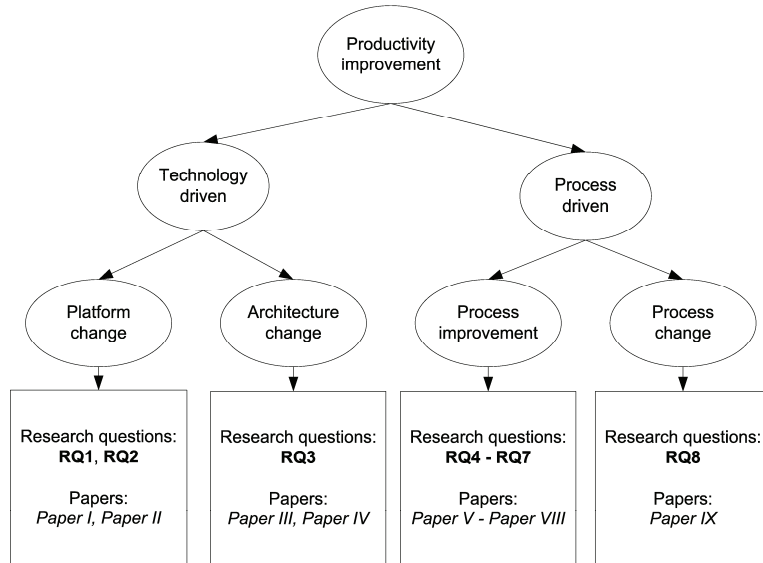 Productivity
improvement
Technology
driven
Process
driven
Platform
change
Architecture
change
Process
improvement
Process
change
Research questions:
RQ1, RQ2
Papers:
Paper I, Paper II
Research questions:
RQ3
Papers:
Paper III, Paper IV
Research questions:
RQ4 - RQ7
Papers:
Paper V - Paper VIII
Research questions:
RQ8
Papers:
Paper IX